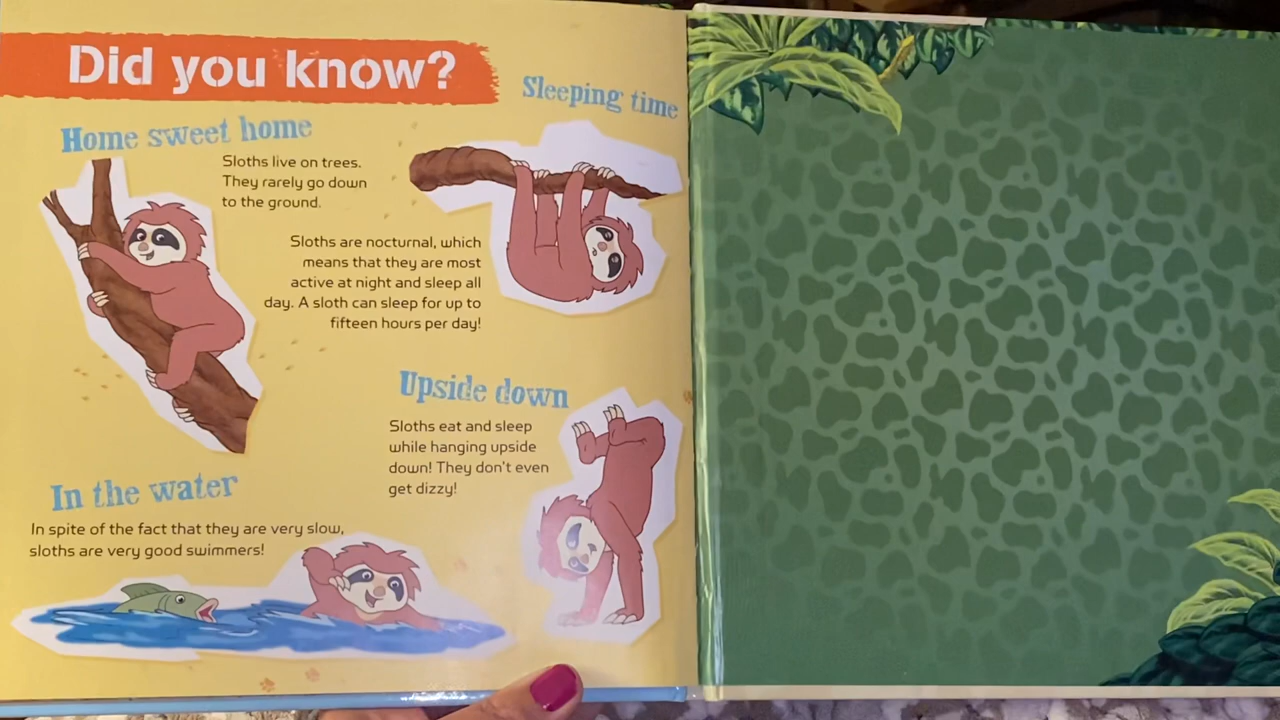 Did you know?
Home sweet home
Sloths live on trees.
They rarely go down
to the ground.
Sleeping time
Sloths are nocturnal, which
means that they are most
active at night and sleep all
day. A sloth can sleep for up to
fifteen hours per day!
Upside down
Sloths eat and sleep
while hanging upside
down! They don't even
get dizzy!
In the water
In spite of the fact that they are very slow,
sloths are very good swimmers!